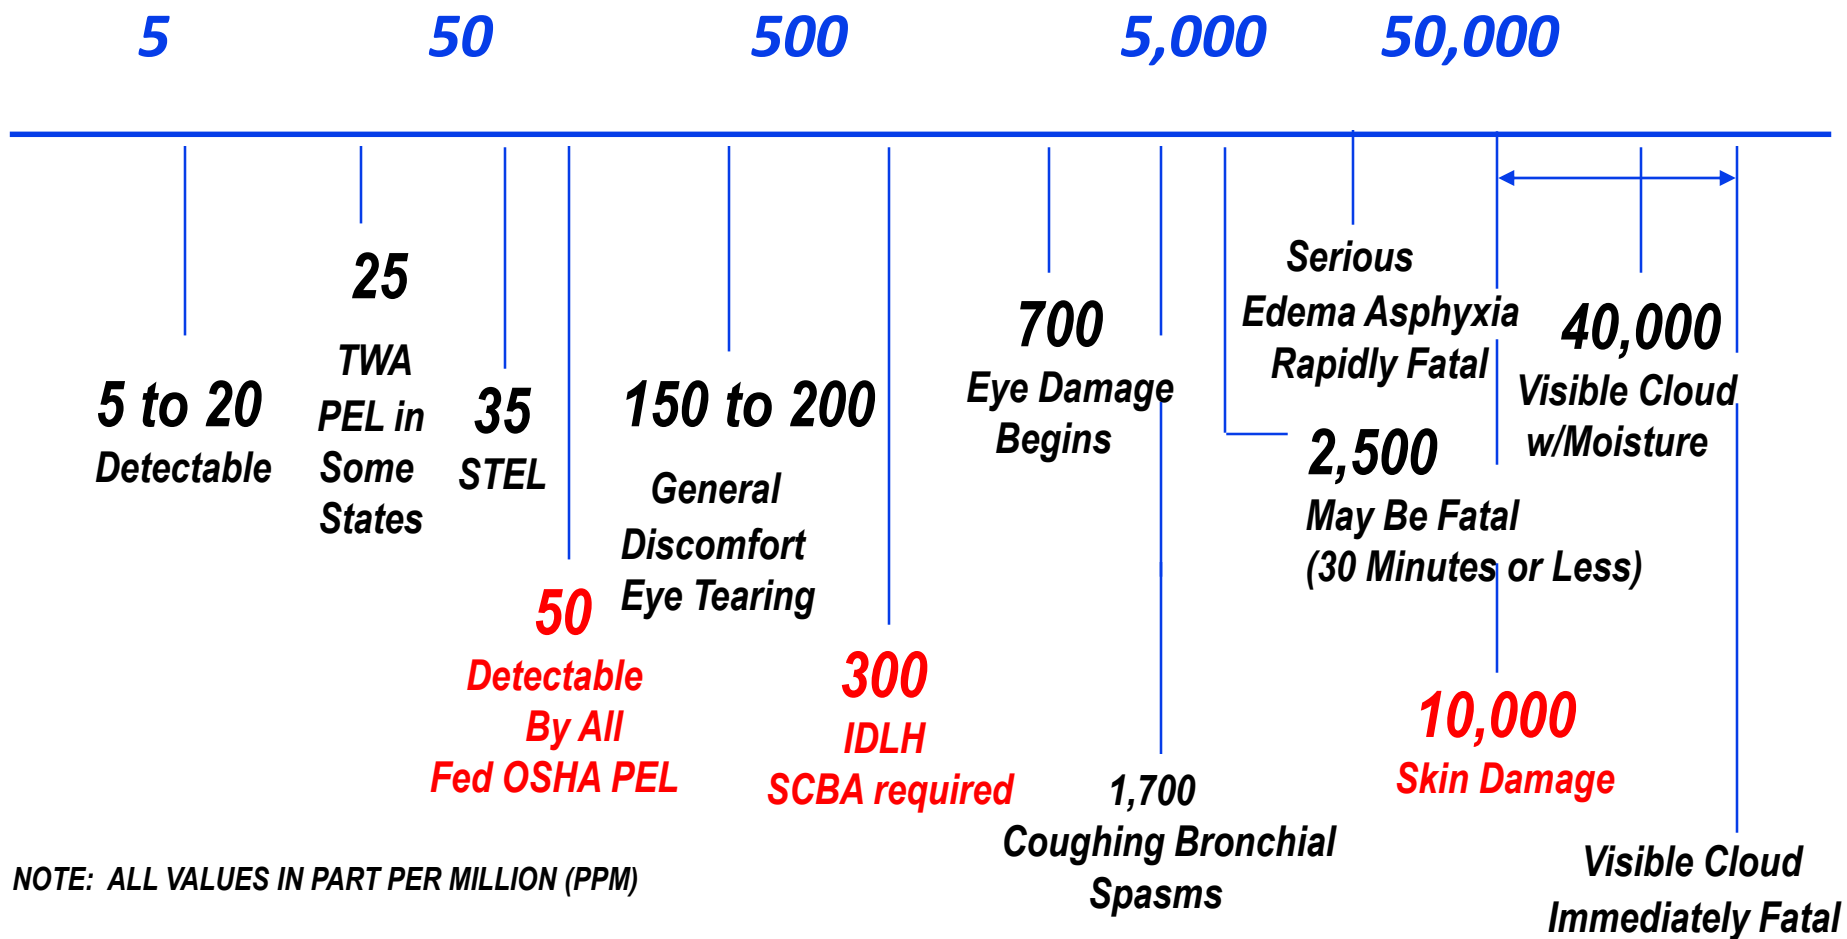 5 50 500 5,000 50,000
5 to 20
Detectable
25
TWA
PEL in
Some
States
35
STEL
50
Detectable
By All
Fed OSHA PEL
150 to 200
General
Discomfort
Eye Tearing
300
IDLH
SCBA required
700
Eye Damage
Begins
1,700
Coughing Bronchial
Spasms
2,500
May Be Fatal
(30 Minutes or Less)
Serious
Edema Asphyxia
Rapidly Fatal
10,000
Skin Damage
40,000
Visible Cloud
w/Moisture
Visible Cloud
Immediately Fatal
NOTE: ALL VALUES IN PART PER MILLION (PPM)